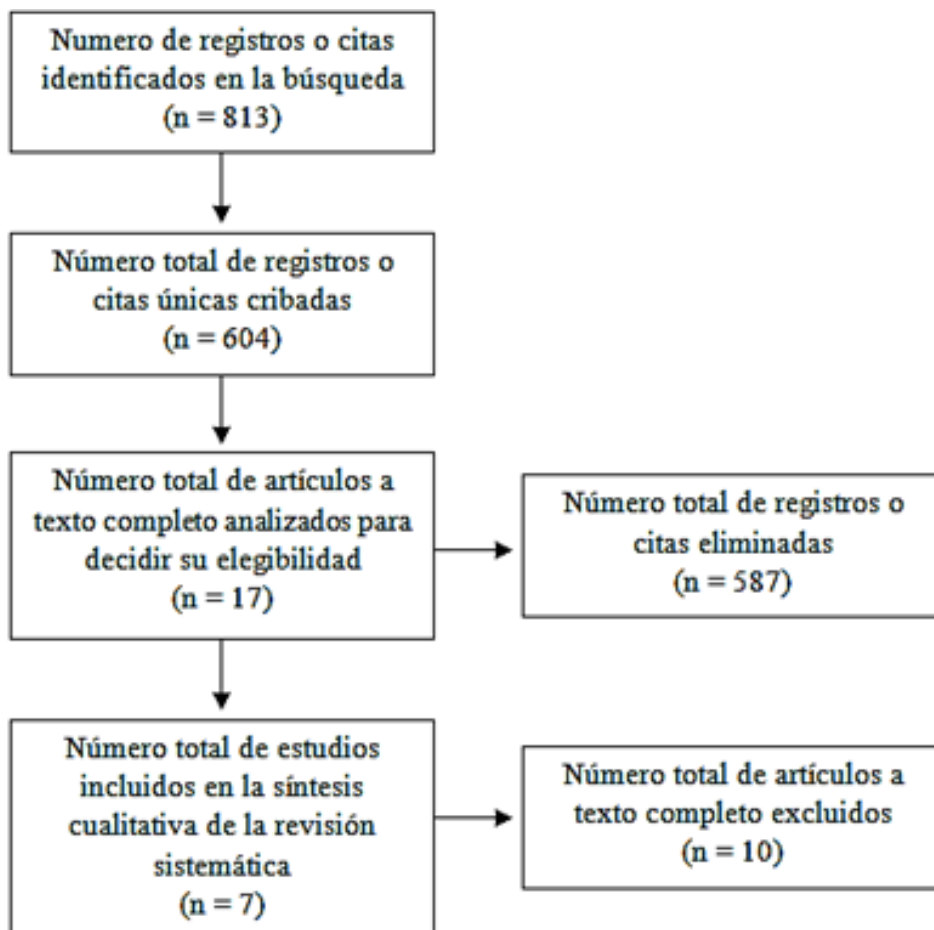 Numero de registros o citas
identificados en la búsqueda
(n = 813)
Número total de registros o
citas únicas cribadas
(n = 604)
Número total de artículos a
texto completo analizados para
decidir su elegibilidad
(n = 17)
Número total de registros o
citas eliminadas
(n = 587)
Número total de estudios
incluidos en la síntesis
cualitativa de la revisión
sistemática
(n = 7)
Número total de artículos a
texto completo excluidos
(n = 10)